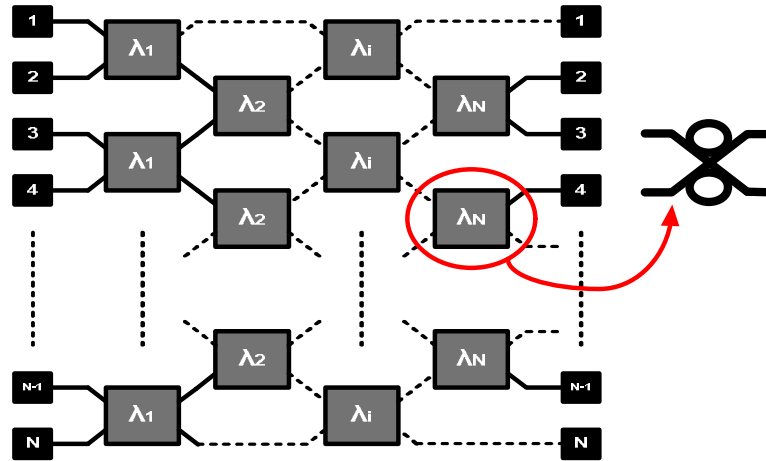 1 λ1 λi 1
2 λ2 λN 2
3 λ1 λi 3
4 λ2 λN 4
λ2 λN
N-1 λ1 λi N-1
N N